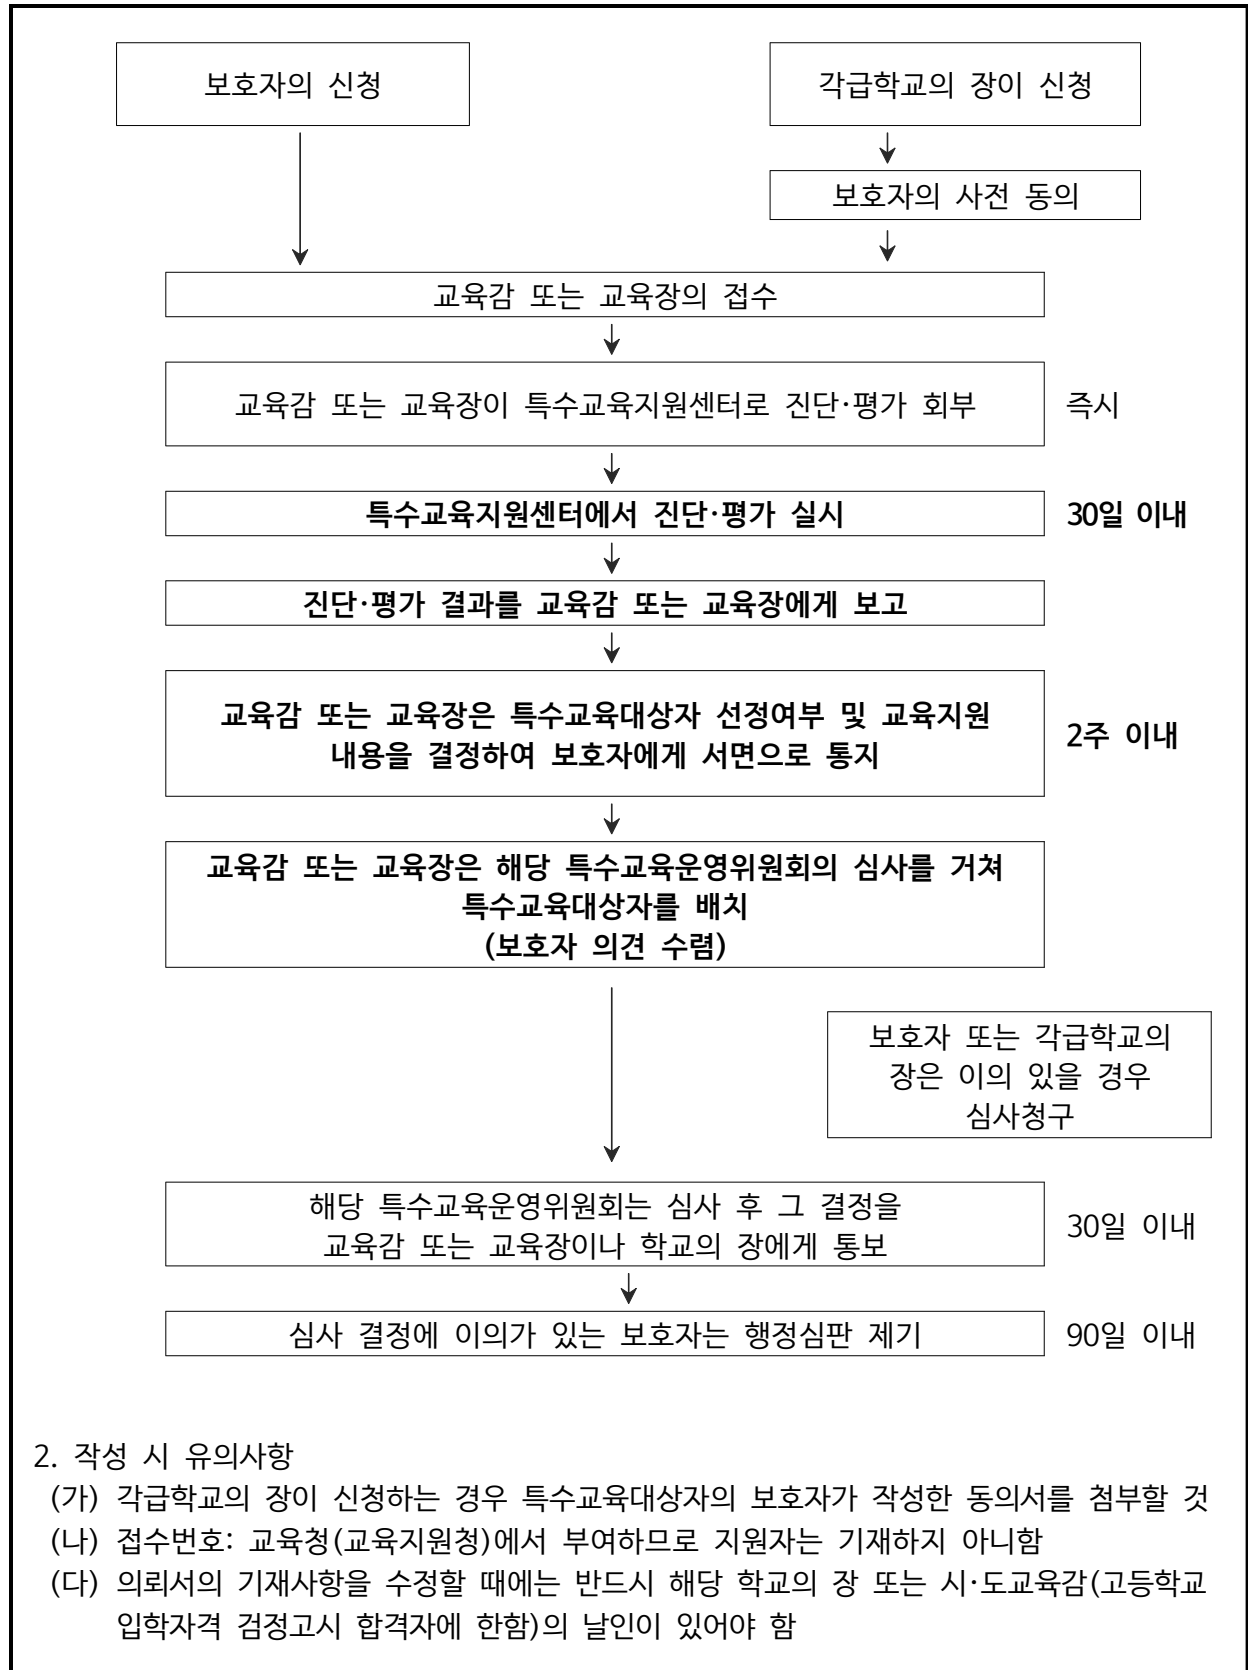 보호자의 신청
각급학교의 장이 신청
보호자의 사전 동의
교육감 또는 교육장의 접수
교육감 또는 교육장이 특수교육지원센터로 진단·평가 회부
즉시
특수교육지원센터에서 진단·평가 실시
30일 이내
진단·평가 결과를 교육감 또는 교육장에게 보고
교육감 또는 교육장은 특수교육대상자 선정여부 및 교육지원
내용을 결정하여 보호자에게 서면으로 통지
2주 이내
교육감 또는 교육장은 해당 특수교육운영위원회의 심사를 거쳐
특수교육대상자를 배치
(보호자 의견 수렴)
보호자 또는 각급학교의
장은 이의 있을 경우
심사청구
해당 특수교육운영위원회는 심사 후 그 결정을
교육감 또는 교육장이나 학교의 장에게 통보
30일 이내
심사 결정에 이의가 있는 보호자는 행정심판 제기
90일 이내
2. 작성 시 유의사항
(가) 각급학교의 장이 신청하는 경우 특수교육대상자의 보호자가 작성한 동의서를 첨부할 것
(나) 접수번호: 교육청(교육지원청)에서 부여하므로 지원자는 기재하지 아니함
(다) 의뢰서의 기재사항을 수정할 때에는 반드시 해당 학교의 장 또는 시·도교육감(고등학교
입학자격 검정고시 합격자에 한함)의 날인이 있어야 함